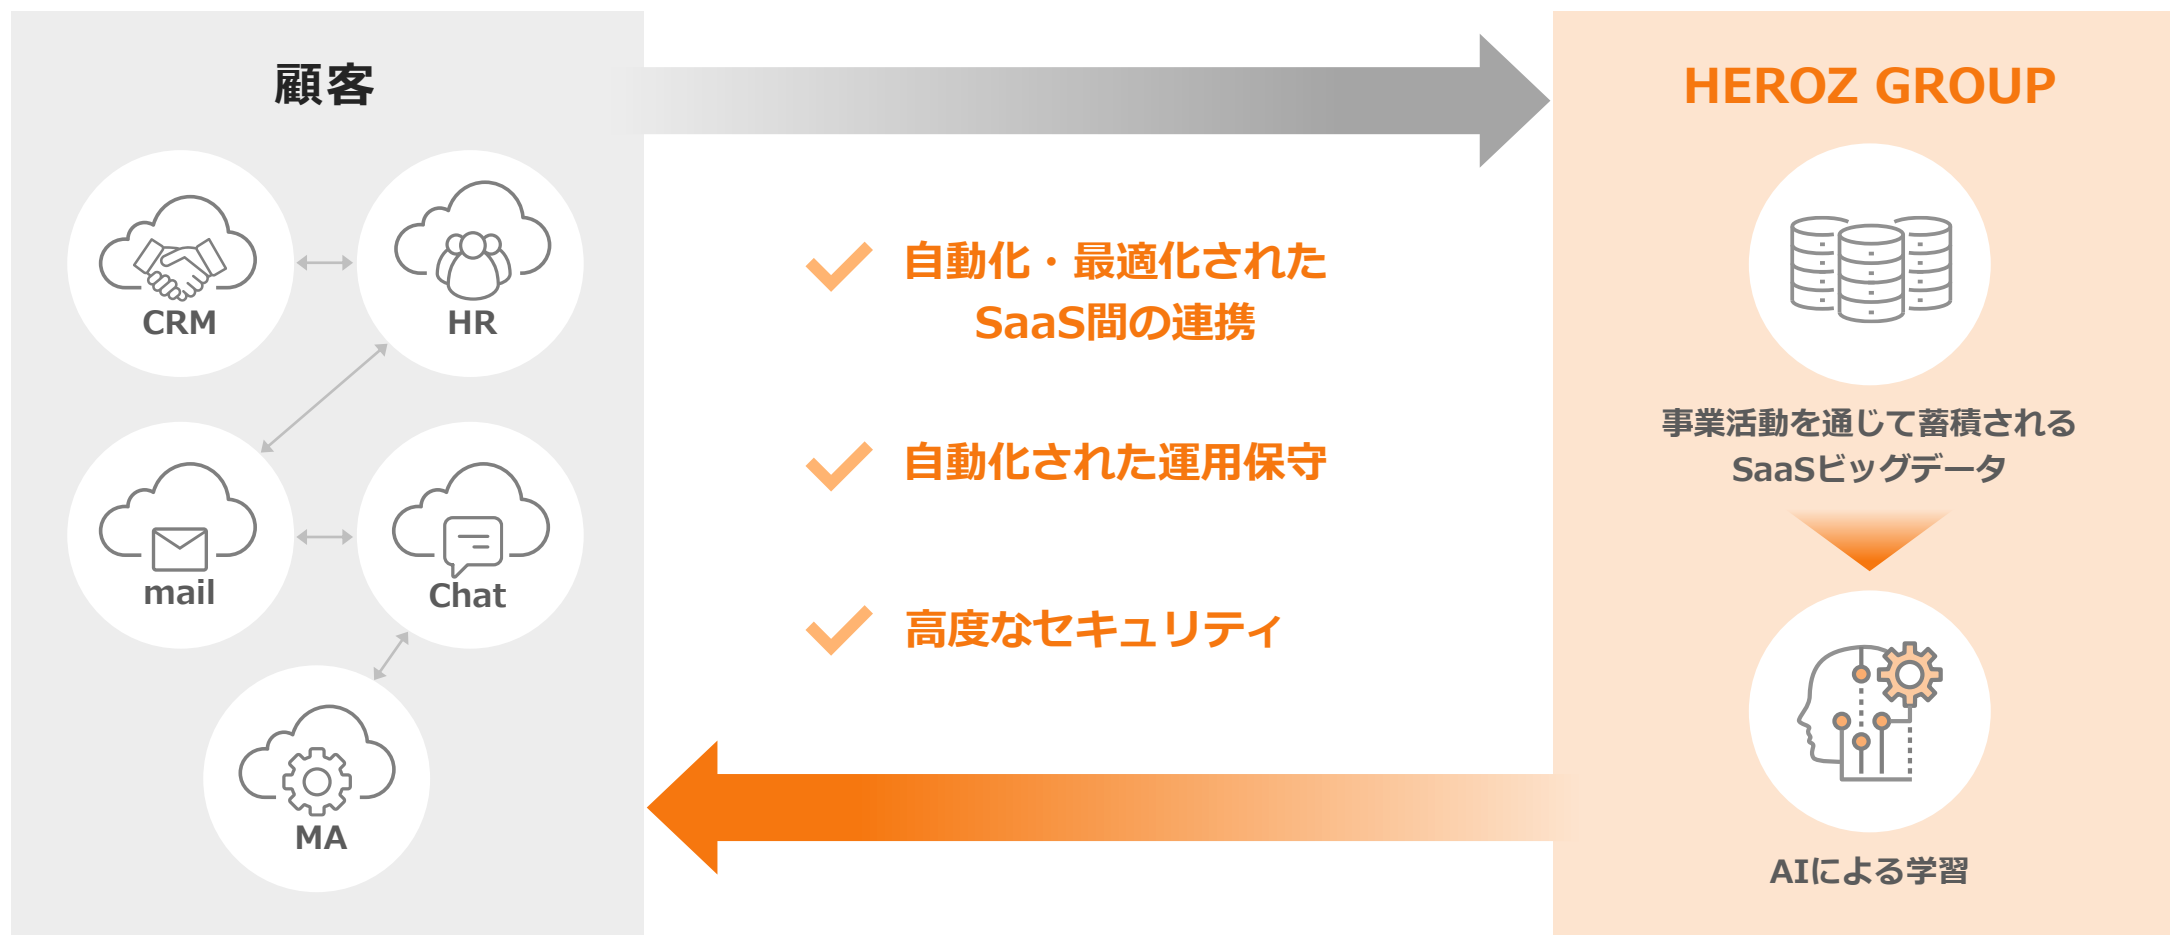 顧客
CRM
HR
mail
Chat
MA
自動化・最適化された
SaaS間の連携
自動化された運用保守
高度なセキュリティ
HEROZ GROUP
事業活動を通じて蓄積される
SaaSビッグデータ
AIによる学習